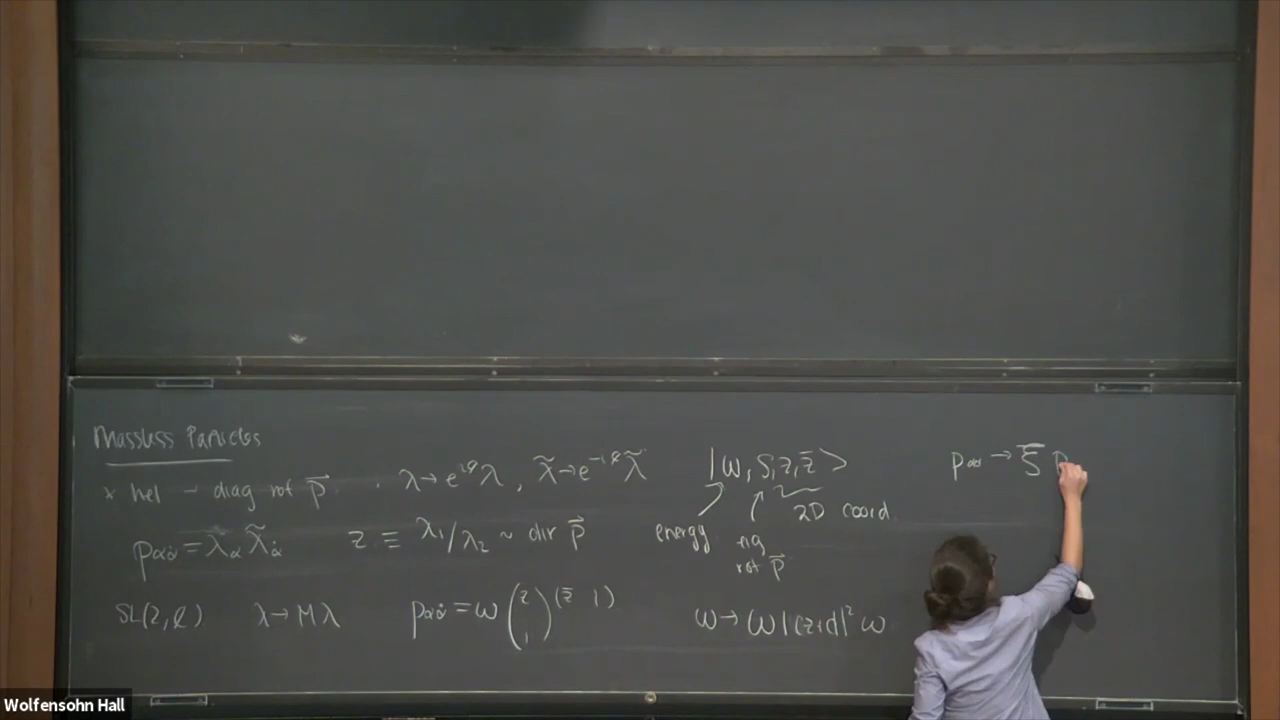 Massless Particles
* hel ~ diag rot p⃗ . λ→e^{iφ}λ , λ̃→e^{-iφ}λ̃
p_{αα̇} = λ_α λ̃_α̇ z ≡ λ₁/λ₂ ~ dir p⃗
SL(2,C) λ→Mλ p_{αα̇} = ω (z 1) (z̄ 1)
|ω, s, z, z̄ >
energy eig rot p⃗ 2D coord
ω → ω|cz+d|² ω
p_{αα̇} → ξ̄ p
Wolfensohn Hall